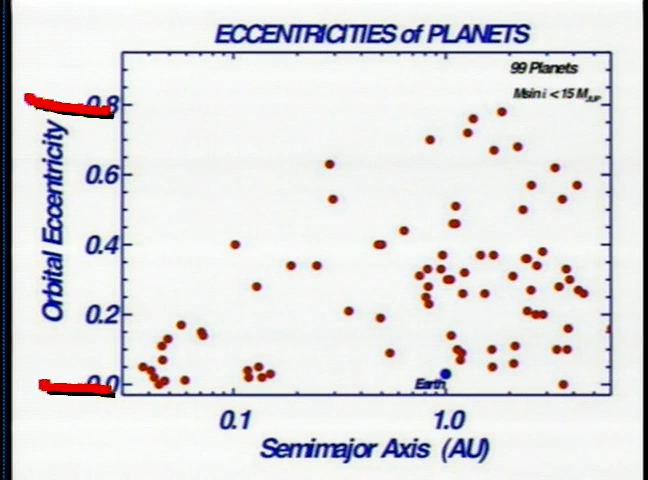 ECCENTRICITIES of PLANETS
99 Planets
Msin i < 15 M_JUP
0.8
0.6
0.4
0.2
0.0
Orbital Eccentricity
Earth
0.1
1.0
Semimajor Axis (AU)